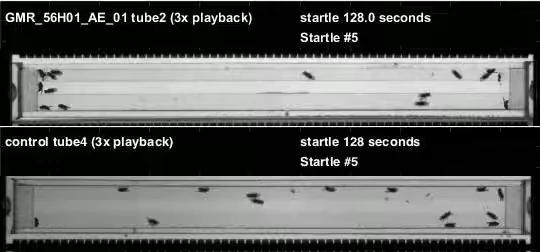 GMR_56H01_AE_01 tube2 (3x playback)
startle 128.0 seconds
Startle #5
control tube4 (3x playback)
startle 128 seconds
Startle #5